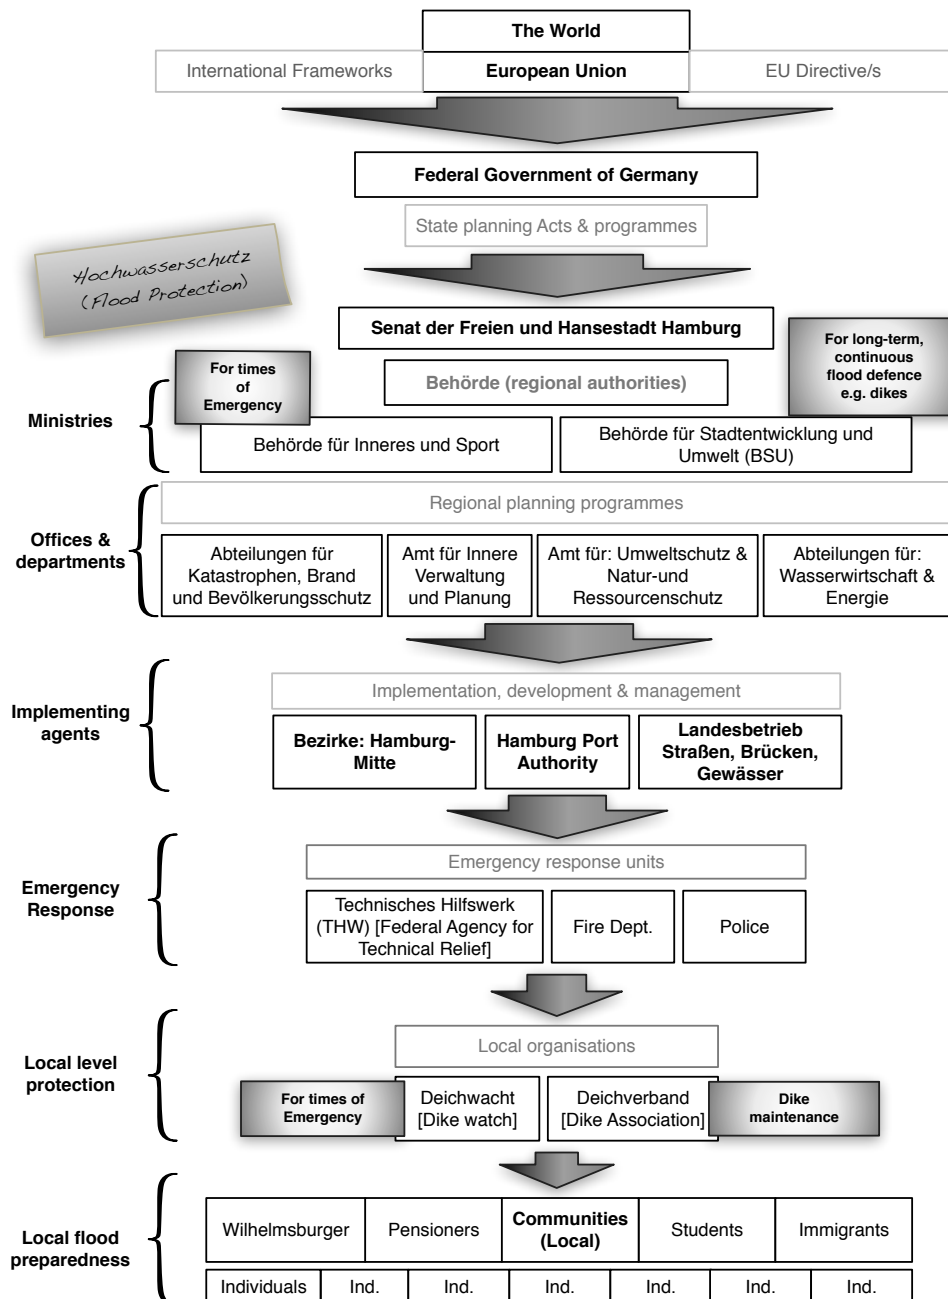 The World
International Frameworks
European Union
EU Directive/s
Federal Government of Germany
State planning Acts & programmes
Hochwasserschutz
(Flood Protection)
Senat der Freien und Hansestadt Hamburg
For times
of
Emergency
Behörde (regional authorities)
For long-term,
continuous
flood defence
e.g. dikes
Ministries
Behörde für Inneres und Sport
Behörde für Stadtentwicklung und
Umwelt (BSU)
Regional planning programmes
Offices &
departments
Abteilungen für
Katastrophen, Brand
und Bevölkerungsschutz
Amt für Innere
Verwaltung
und Planung
Amt für: Umweltschutz &
Natur-und
Ressourcenschutz
Abteilungen für:
Wasserwirtschaft &
Energie
Implementation, development & management
Implementing
agents
Bezirke: Hamburg-
Mitte
Hamburg Port
Authority
Landesbetrieb
Straßen, Brücken,
Gewässer
Emergency response units
Emergency
Response
Technisches Hilfswerk
(THW) [Federal Agency for
Technical Relief]
Fire Dept.
Police
Local organisations
Local level
protection
For times of
Emergency
Deichwacht
[Dike watch]
Deichverband
[Dike Association]
Dike
maintenance
Local flood
preparedness
Wilhelmsburger
Pensioners
Communities
(Local)
Students
Immigrants
Individuals
Ind.
Ind.
Ind.
Ind.
Ind.
Ind.